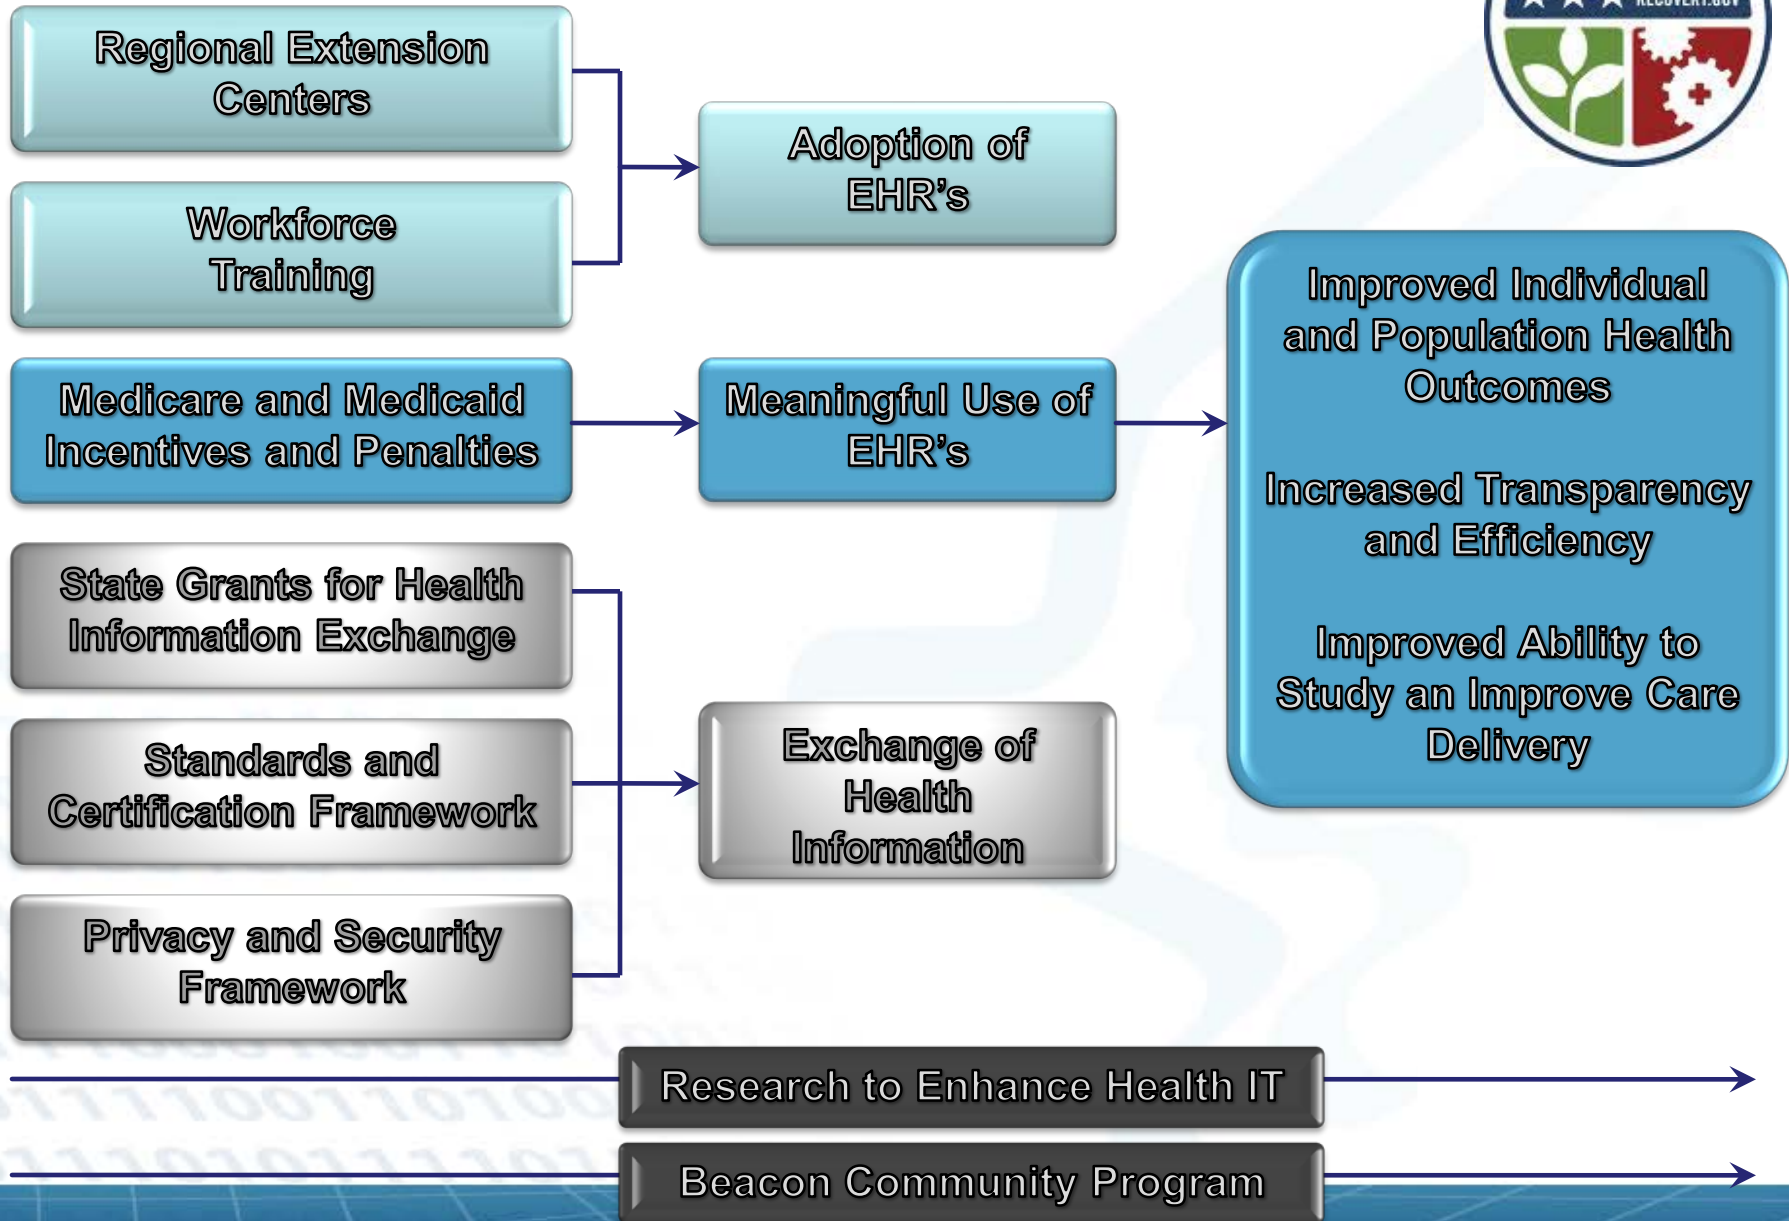 RECOVERY.GOV
Regional Extension
Centers
Adoption of
EHR's
Workforce
Training
Medicare and Medicaid
Incentives and Penalties
Meaningful Use of
EHR's
Improved Individual
and Population Health
Outcomes
Increased Transparency
and Efficiency
Improved Ability to
Study an Improve Care
Delivery
State Grants for Health
Information Exchange
Standards and
Certification Framework
Exchange of
Health
Information
Privacy and Security
Framework
Research to Enhance Health IT
Beacon Community Program